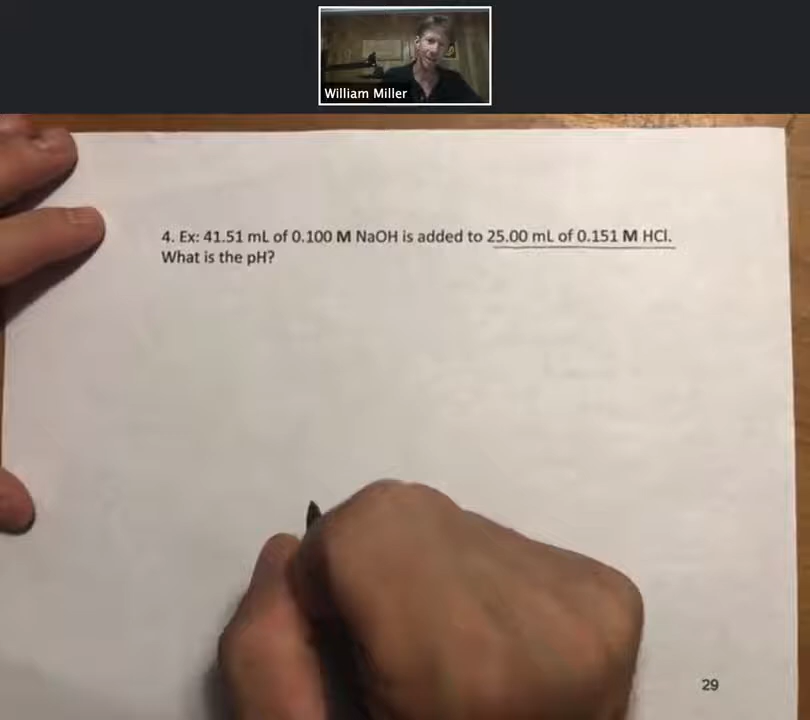 William Miller
4. Ex: 41.51 mL of 0.100 M NaOH is added to 25.00 mL of 0.151 M HCl.
What is the pH?
29